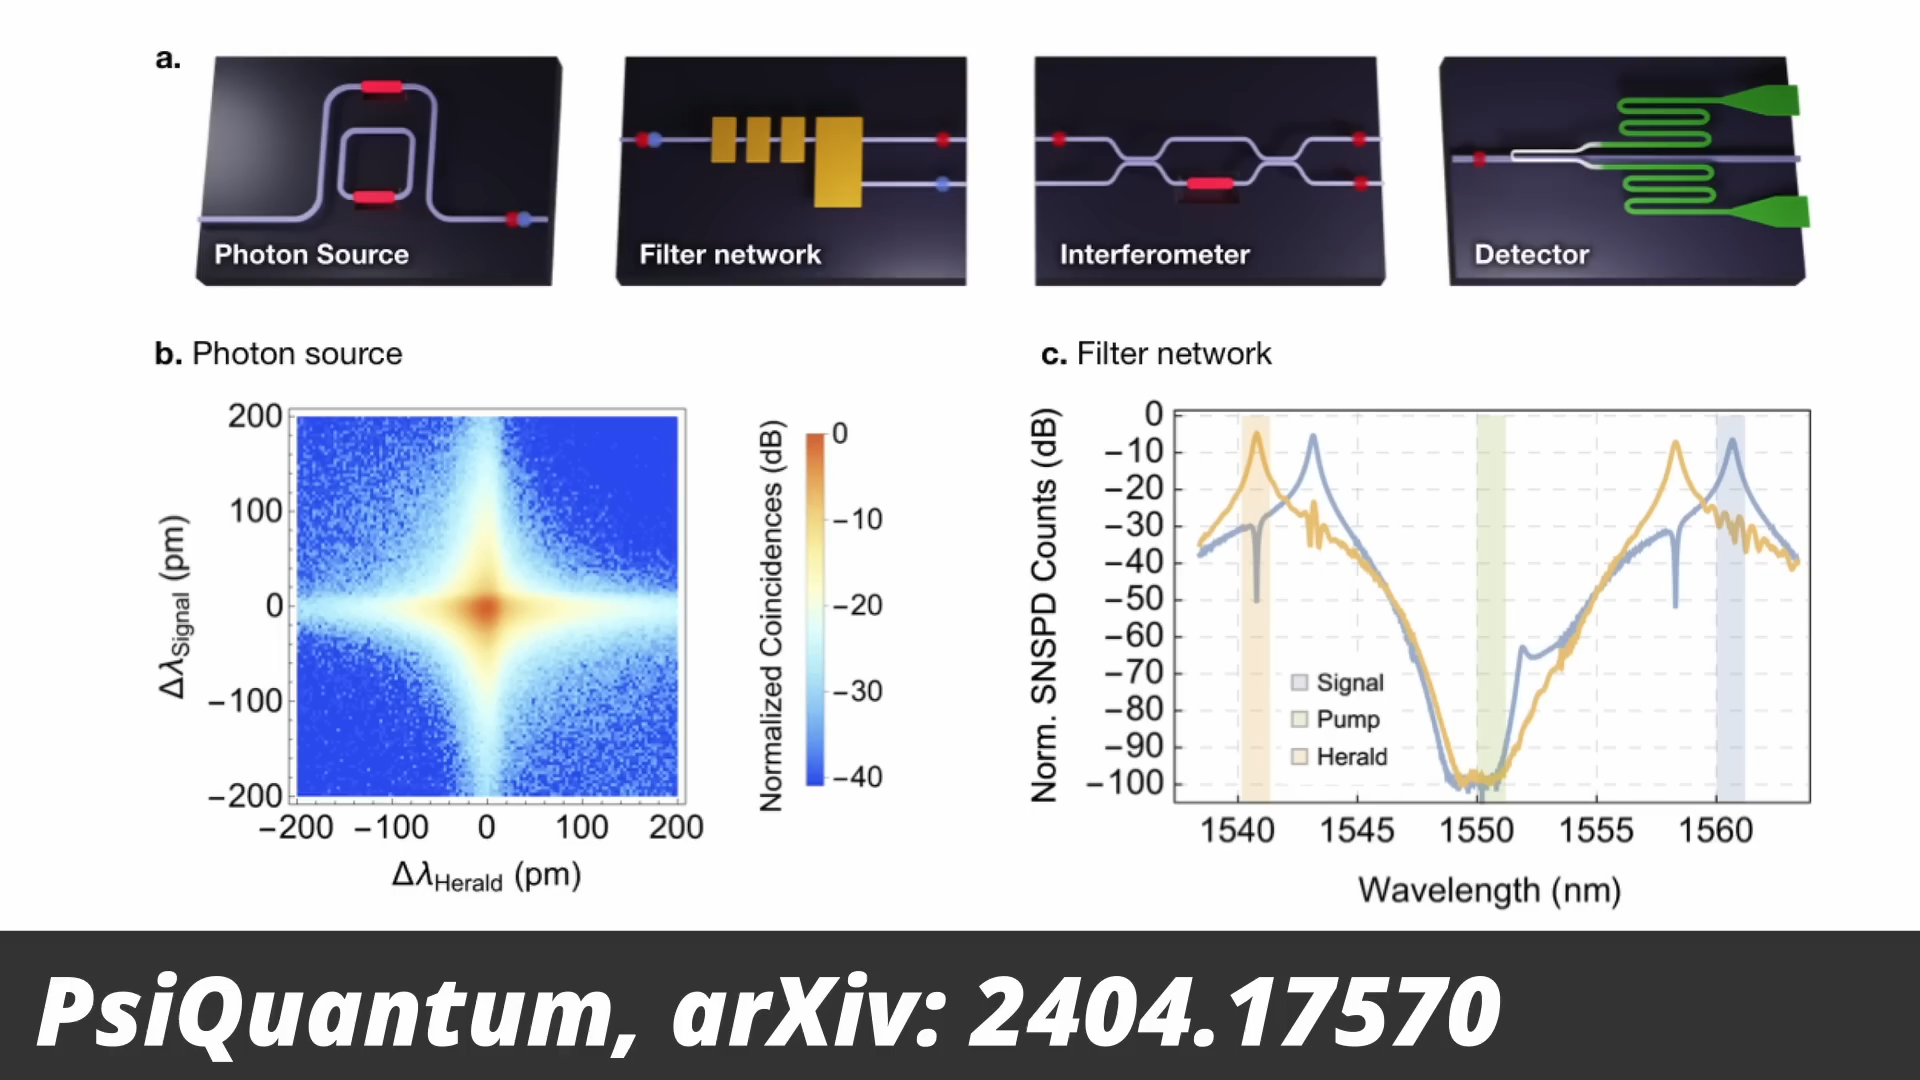 a.
Photon Source
Filter network
Interferometer
Detector
b. Photon source
200
100
0
−100
−200
ΔλSignal (pm)
−200 −100 0 100 200
ΔλHerald (pm)
Normalized Coincidences (dB)
0
−10
−20
−30
−40
c. Filter network
Norm. SNSPD Counts (dB)
0
−10
−20
−30
−40
−50
−60
−70
−80
−90
−100
Signal
Pump
Herald
1540 1545 1550 1555 1560
Wavelength (nm)
PsiQuantum, arXiv: 2404.17570